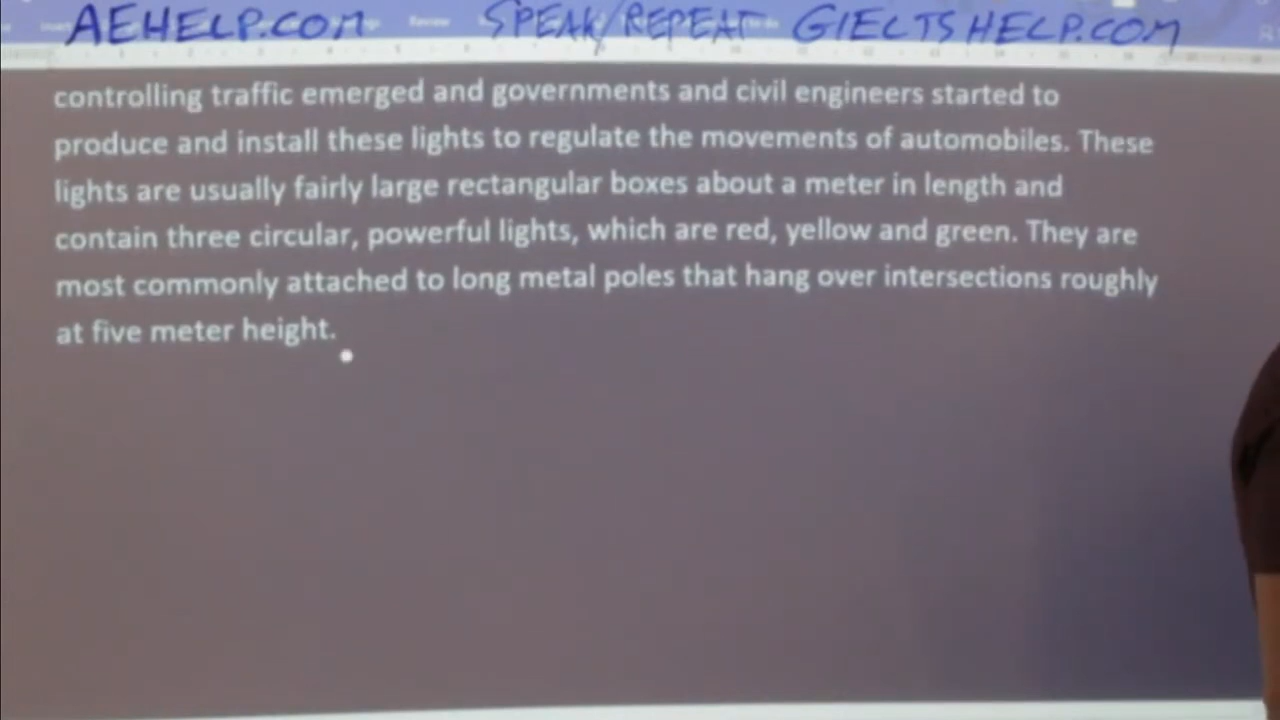 AEHELP.COM SPEAK/REPEAT GIELTSHELP.COM
Review
controlling traffic emerged and governments and civil engineers started to
produce and install these lights to regulate the movements of automobiles. These
lights are usually fairly large rectangular boxes about a meter in length and
contain three circular, powerful lights, which are red, yellow and green. They are
most commonly attached to long metal poles that hang over intersections roughly
at five meter height.